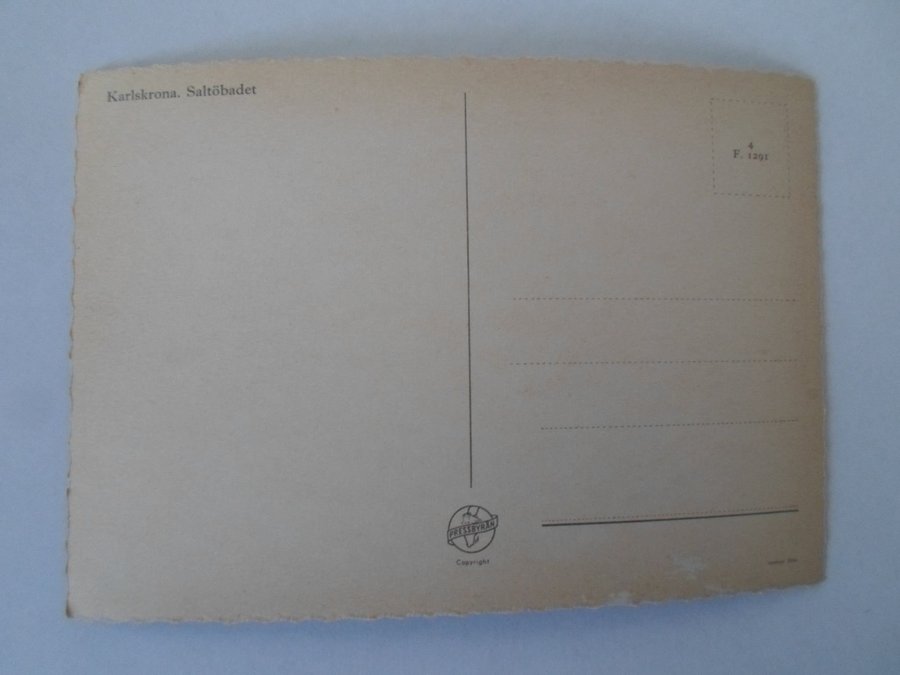 Karlskrona. Saltöbadet
4
F. 1291
PRESSBYRÅN
Copyright